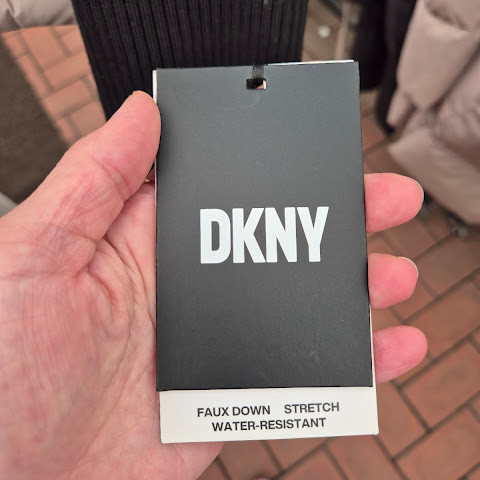 DKNY
FAUX DOWN STRETCH
WATER-RESISTANT